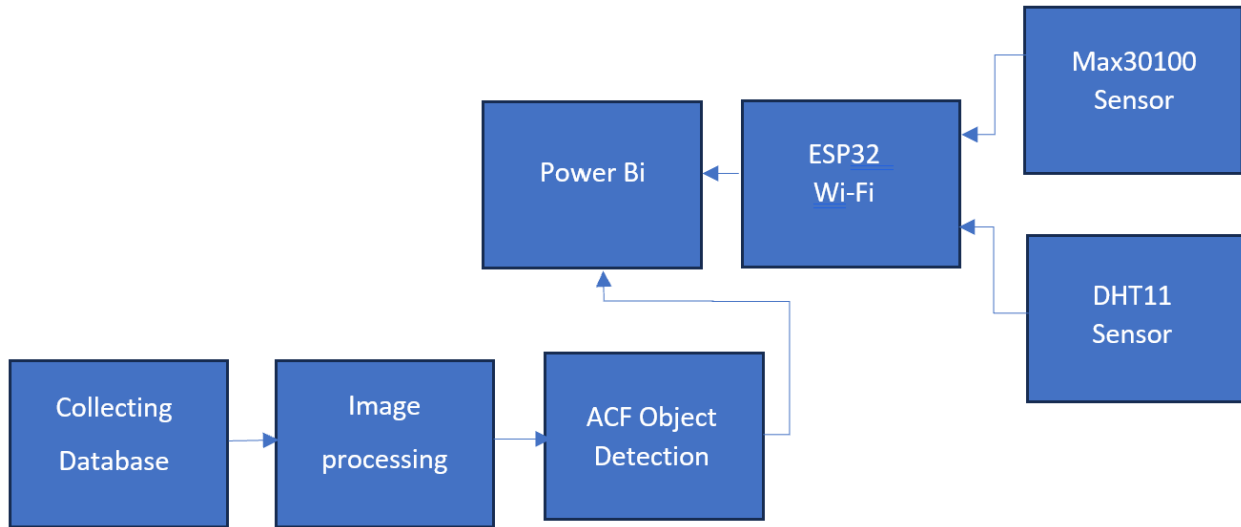 Max30100
Sensor
Power Bi
ESP32
Wi-Fi
DHT11
Sensor
Collecting
Database
Image
processing
ACF Object
Detection